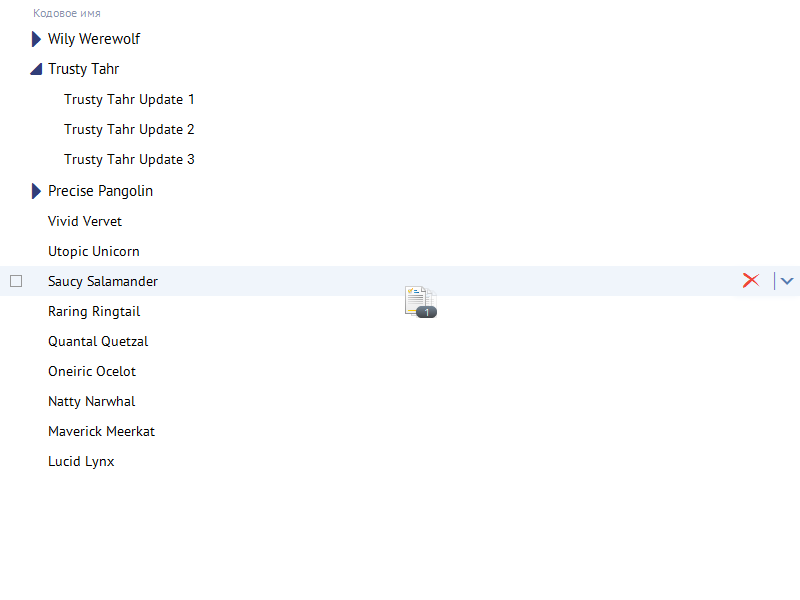 Кодовое имя
Wily Werewolf
Trusty Tahr
Trusty Tahr Update 1
Trusty Tahr Update 2
Trusty Tahr Update 3
Precise Pangolin
Vivid Vervet
Utopic Unicorn
Saucy Salamander
1
Raring Ringtail
Quantal Quetzal
Oneiric Ocelot
Natty Narwhal
Maverick Meerkat
Lucid Lynx